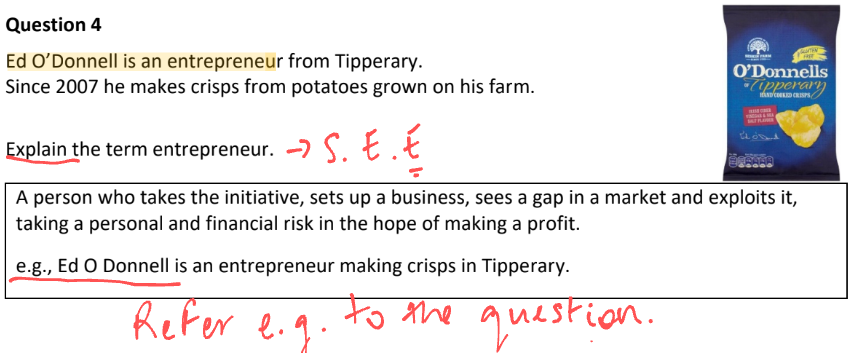 Question 4
Ed O'Donnell is an entrepreneur from Tipperary.
Since 2007 he makes crisps from potatoes grown on his farm.
O'Donnells
OF Tipperary
HAND COOKED CRISPS
Explain the term entrepreneur. → S. E. E
A person who takes the initiative, sets up a business, sees a gap in a market and exploits it,
taking a personal and financial risk in the hope of making a profit.
e.g., Ed O Donnell is an entrepreneur making crisps in Tipperary.
Refer e.g. to the question.